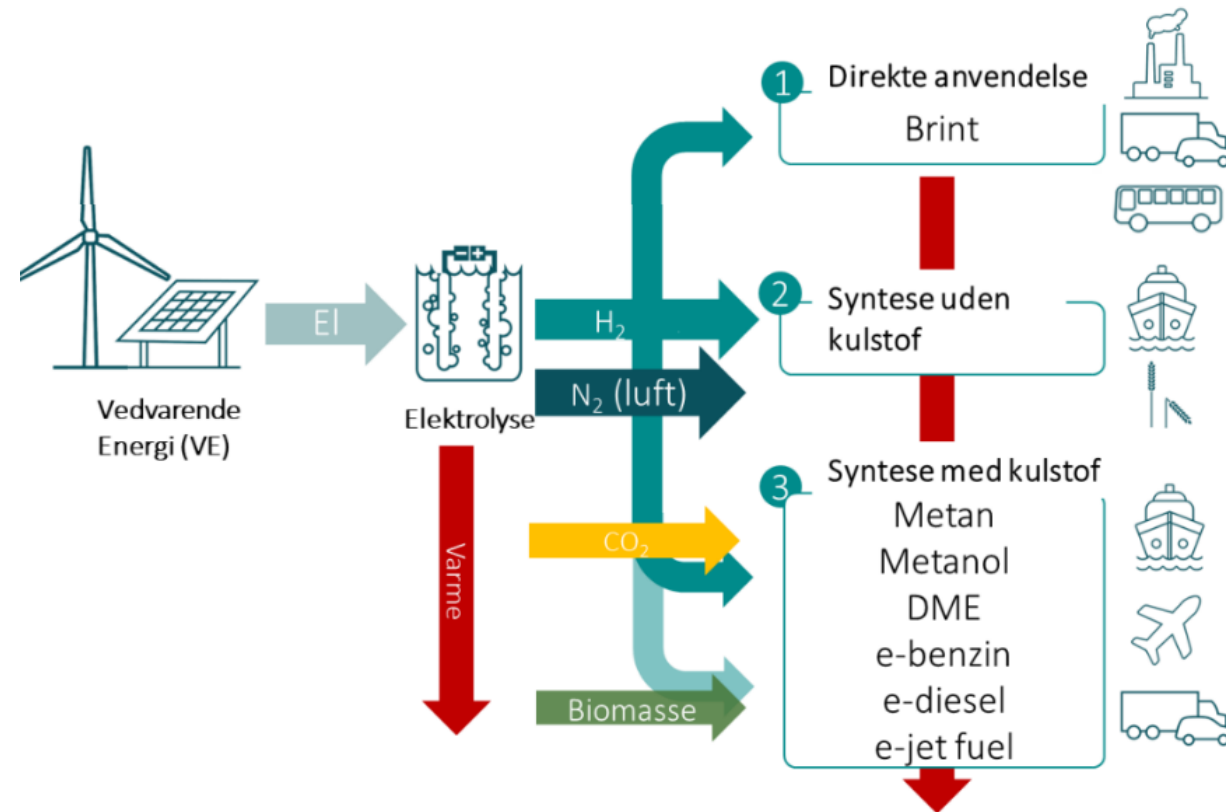 Vedvarende
Energi (VE)
El
− +
Elektrolyse
Varme
H₂
N₂ (luft)
CO₂
Biomasse
1 Direkte anvendelse
Brint
2 Syntese uden
kulstof
3 Syntese med kulstof
Metan
Metanol
DME
e-benzin
e-diesel
e-jet fuel